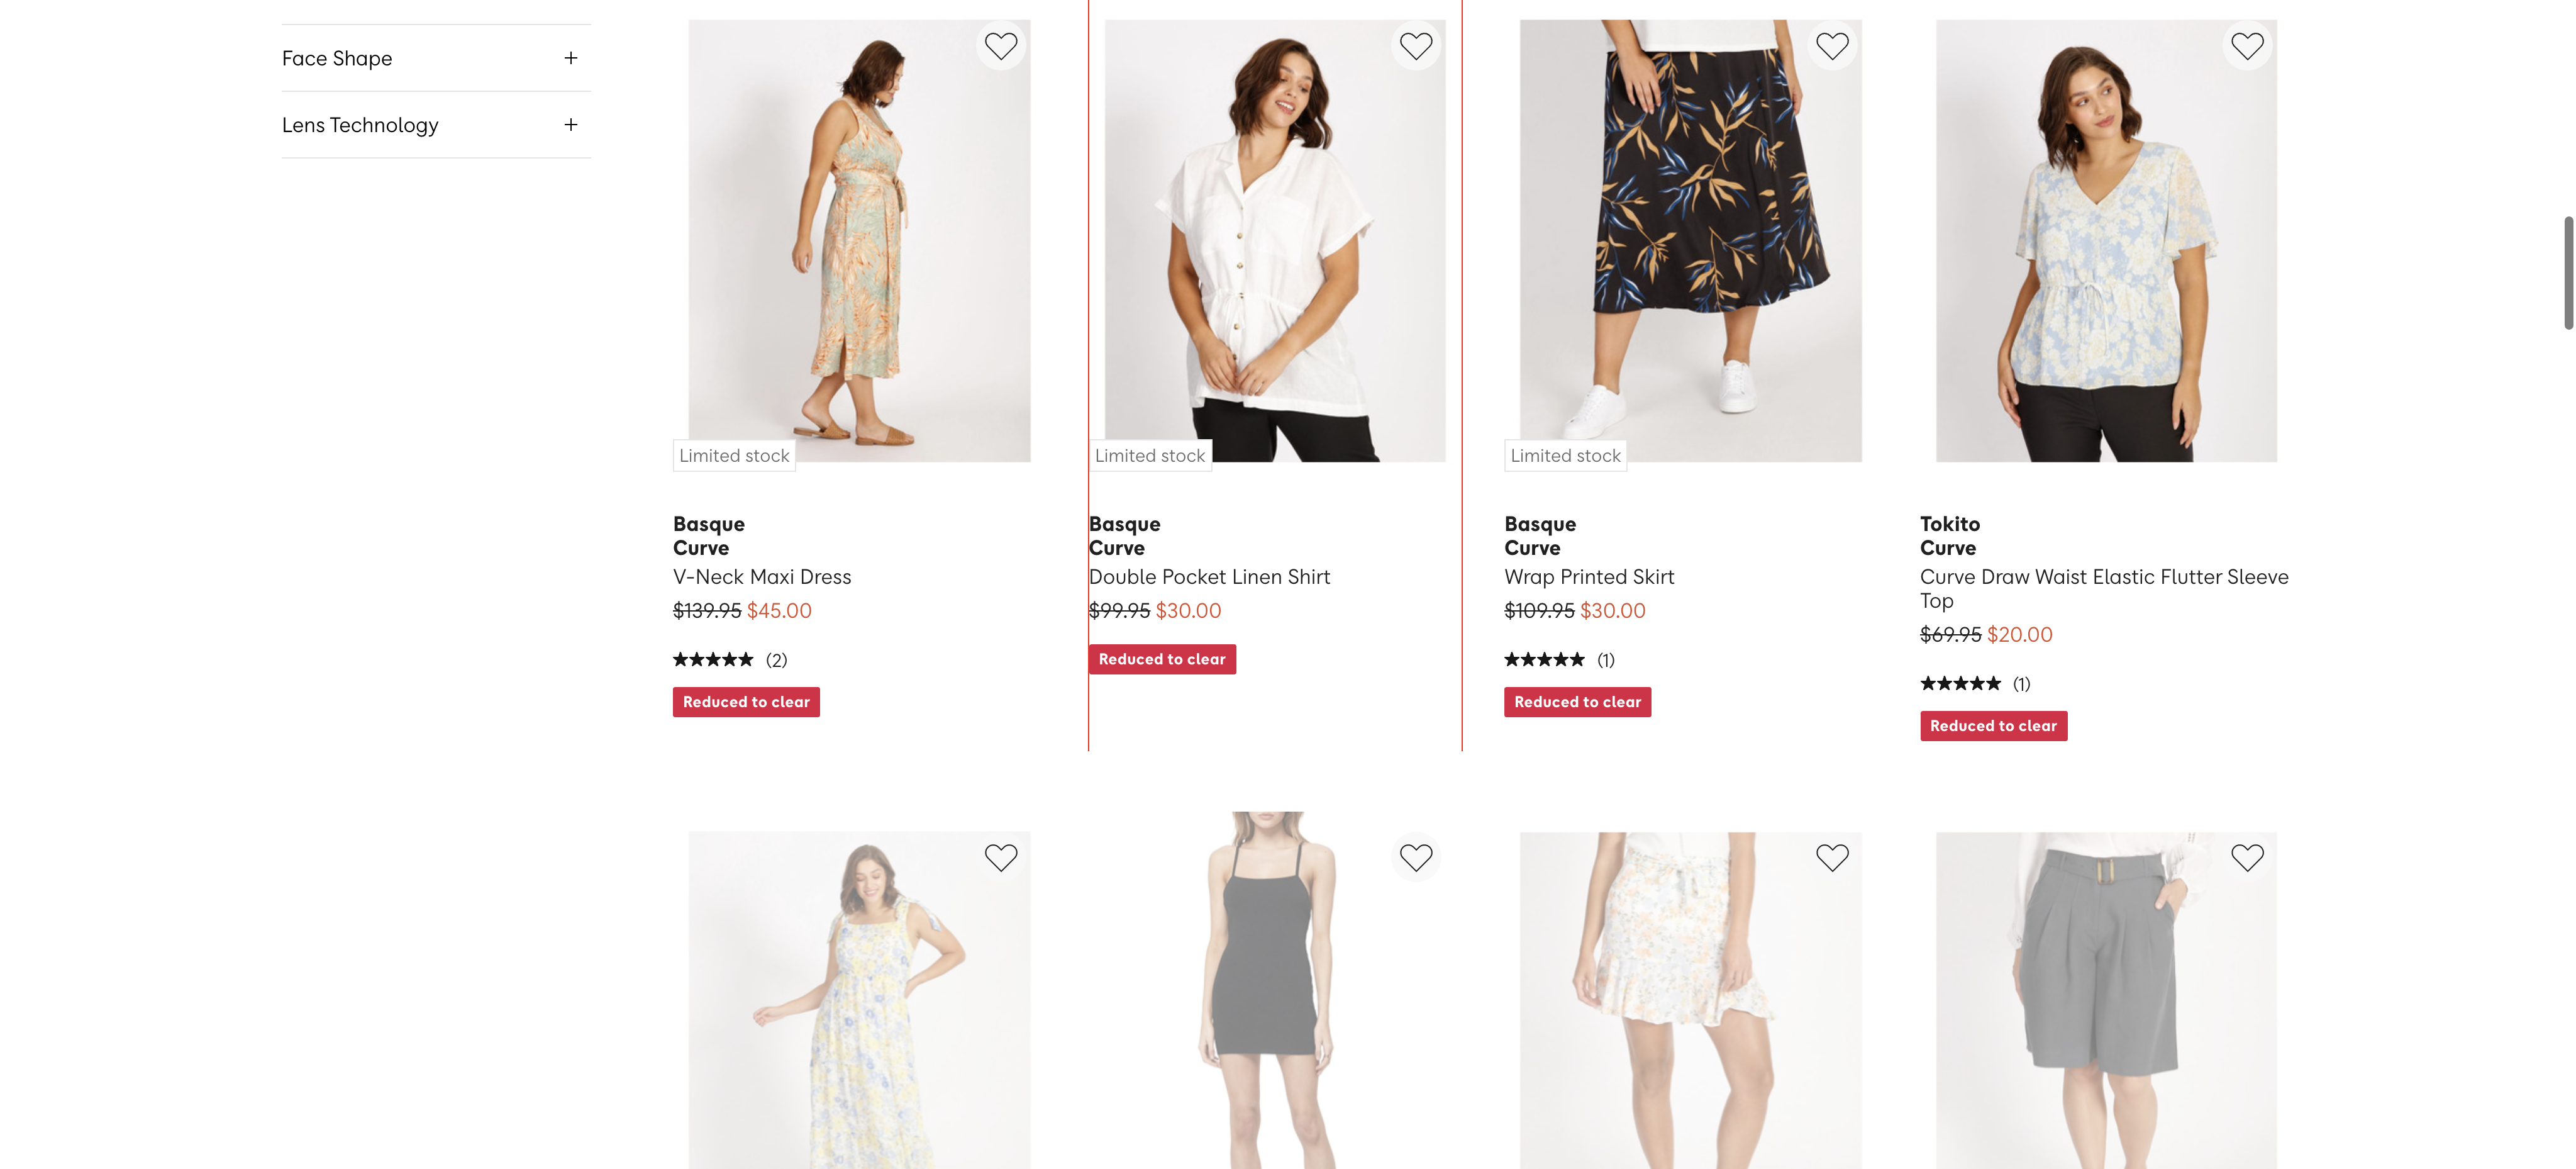 Face Shape
Lens Technology
Limited stock
Basque
Curve
V-Neck Maxi Dress
$139.95 $45.00
(2)
Reduced to clear
Limited stock
Basque
Curve
Double Pocket Linen Shirt
$99.95 $30.00
Reduced to clear
Limited stock
Basque
Curve
Wrap Printed Skirt
$109.95 $30.00
(1)
Reduced to clear
Tokito
Curve
Curve Draw Waist Elastic Flutter Sleeve
Top
$69.95 $20.00
(1)
Reduced to clear